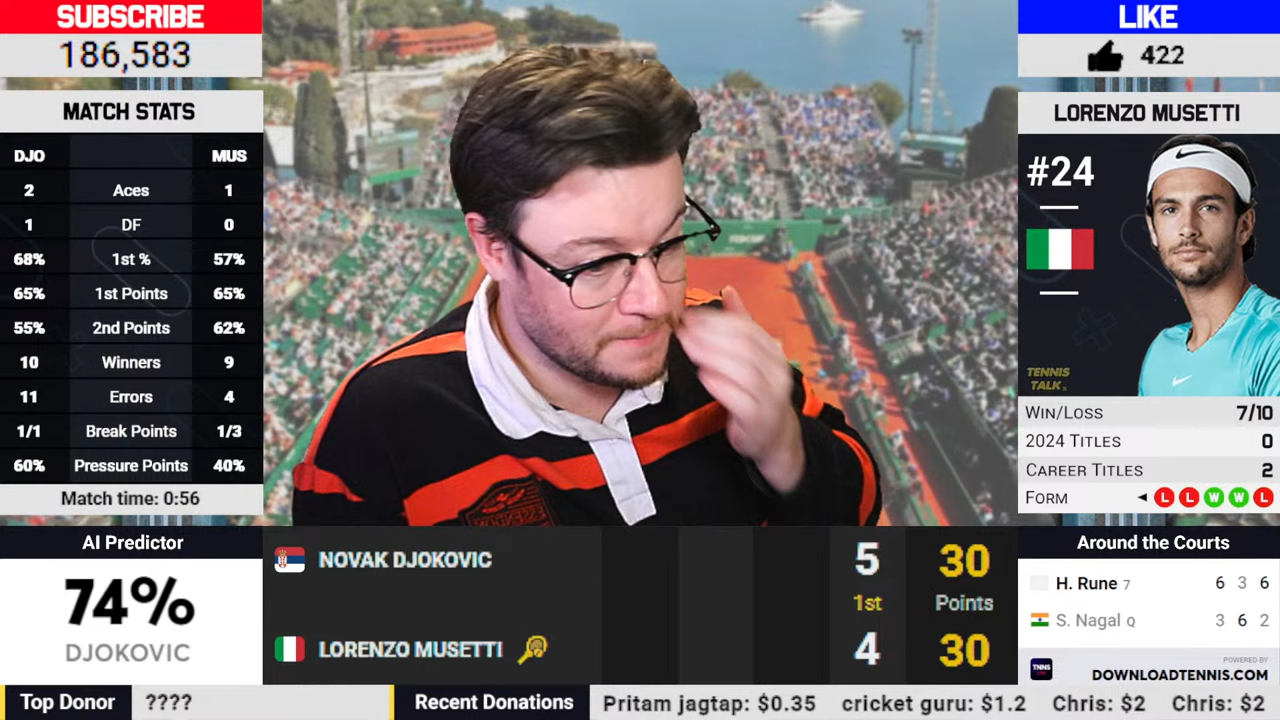 SUBSCRIBE
186,583
MATCH STATS
DJO MUS
2 Aces 1
1 DF 0
68% 1st % 57%
65% 1st Points 65%
55% 2nd Points 62%
10 Winners 9
11 Errors 4
1/1 Break Points 1/3
60% Pressure Points 40%
Match time: 0:56
AI Predictor
74%
DJOKOVIC
LIKE
422
LORENZO MUSETTI
#24
TENNIS
TALK
WIN/LOSS 7/10
2024 TITLES 0
CAREER TITLES 2
FORM L L W W L
Around the Courts
H. Rune 7 6 3 6
S. Nagal Q 3 6 2
POWERED BY
TNNS
DOWNLOADTENNIS.COM
NOVAK DJOKOVIC 5 30
1st Points
LORENZO MUSETTI 4 30
Top Donor ????
Recent Donations Pritam jagtap: $0.35 cricket guru: $1.2 Chris: $2 Chris: $2